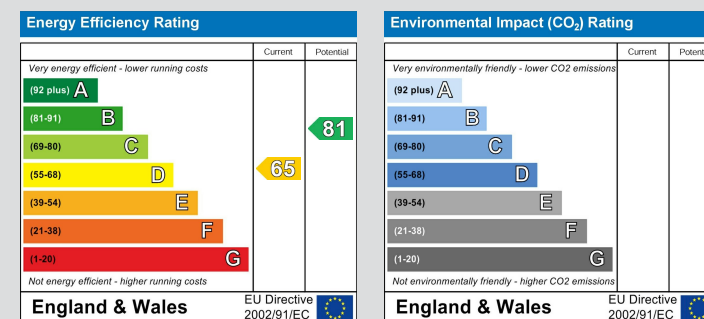 Energy Efficiency Rating
Current Potential
Very energy efficient - lower running costs
(92 plus) A
(81-91) B
81
(69-80) C
(55-68) D
65
(39-54) E
(21-38) F
(1-20) G
Not energy efficient - higher running costs
England & Wales
EU Directive
2002/91/EC
Environmental Impact (CO₂) Rating
Current Potent
Very environmentally friendly - lower CO2 emissions
(92 plus) A
(81-91) B
(69-80) C
(55-68) D
(39-54) E
(21-38) F
(1-20) G
Not environmentally friendly - higher CO2 emissions
England & Wales
EU Directive
2002/91/EC